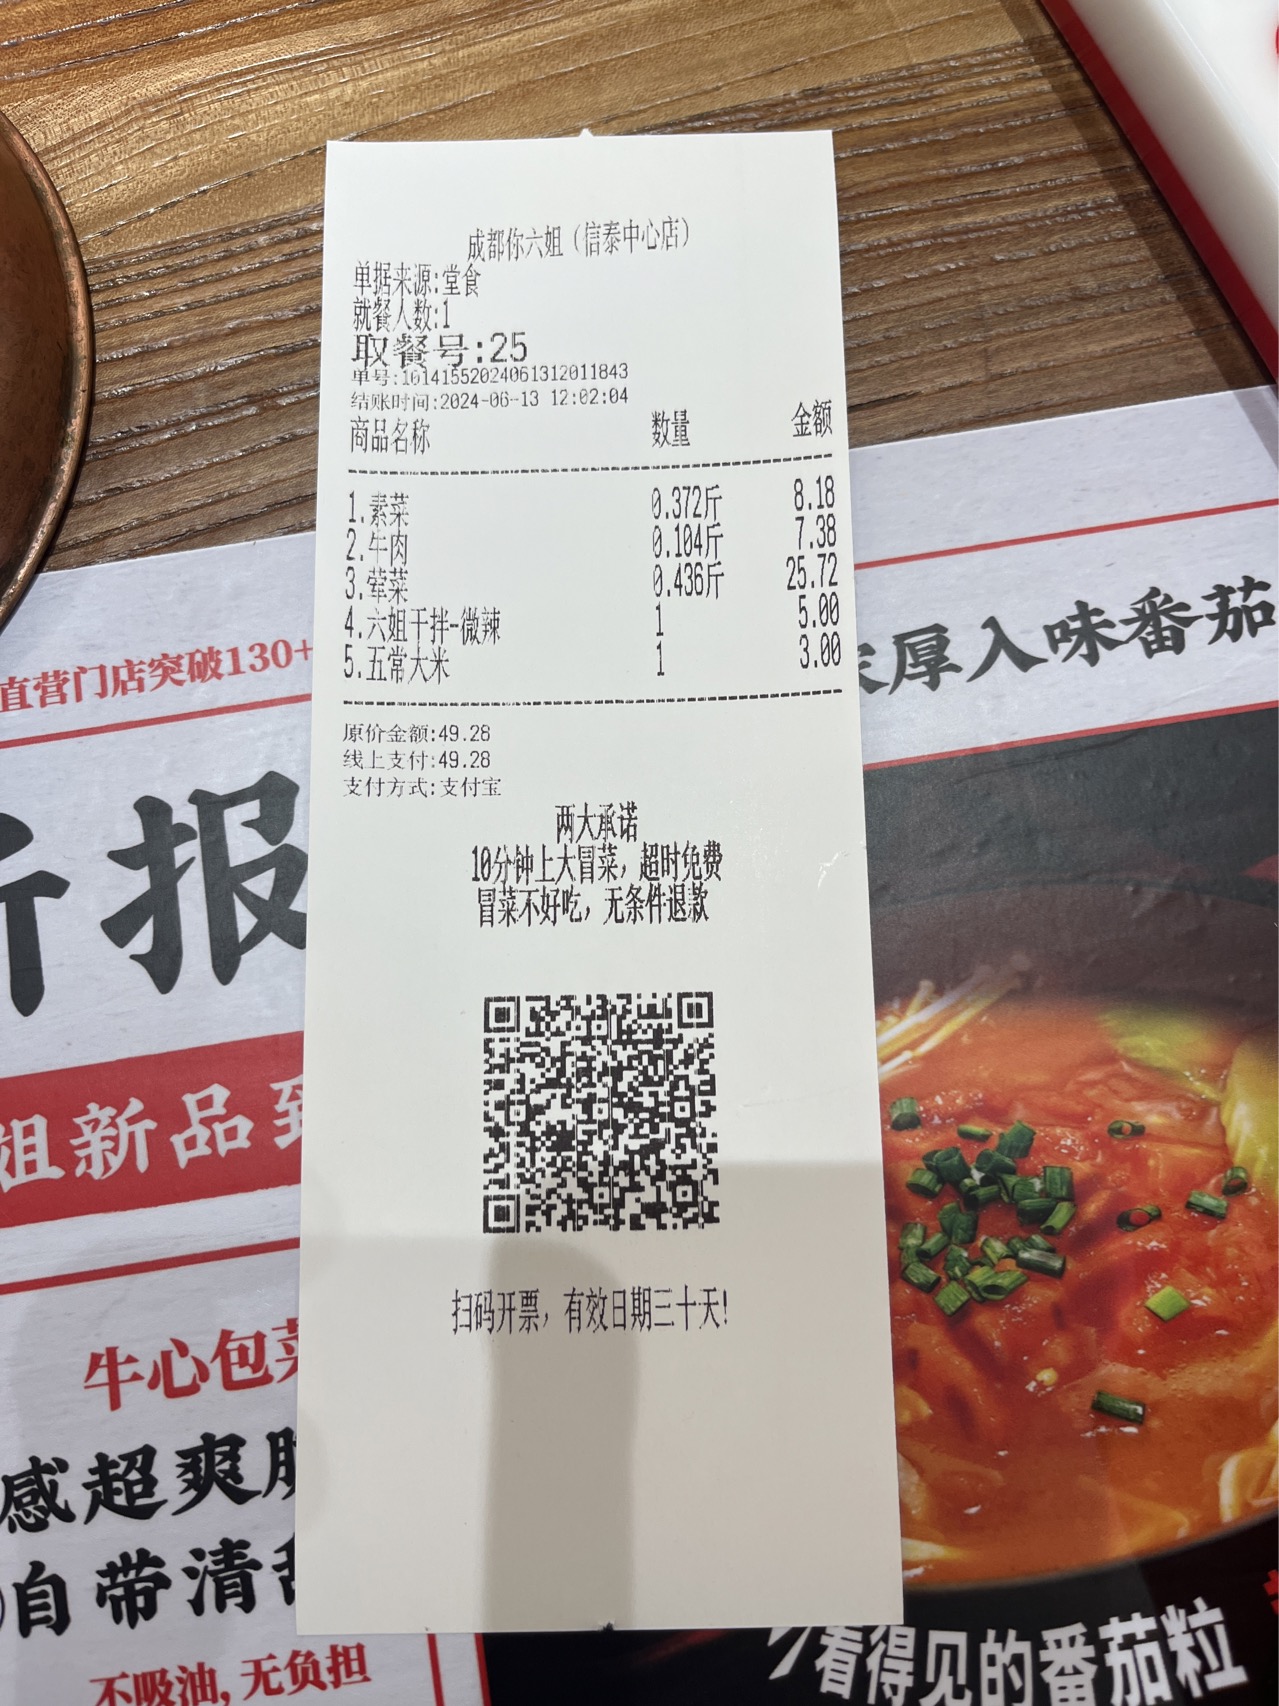 成都你六姐（信泰中心店）
单据来源:堂食
就餐人数:1
取餐号:25
单号:10141552024061312011843
结账时间:2024-06-13 12:02:04
商品名称 数量 金额
1.素菜 0.372斤 8.18
2.牛肉 0.104斤 7.38
3.荤菜 0.436斤 25.72
4.六姐干拌-微辣 1 5.00
5.五常大米 1 3.00
原价金额:49.28
线上支付:49.28
支付方式:支付宝
两大承诺
10分钟上大冒菜，超时免费
冒菜不好吃，无条件退款
扫码开票，有效日期三十天!
直营门店突破130+
报
姐新品
牛心包菜
感超爽
自带清
不吸油,无负担
厚入味番茄
看得见的番茄粒